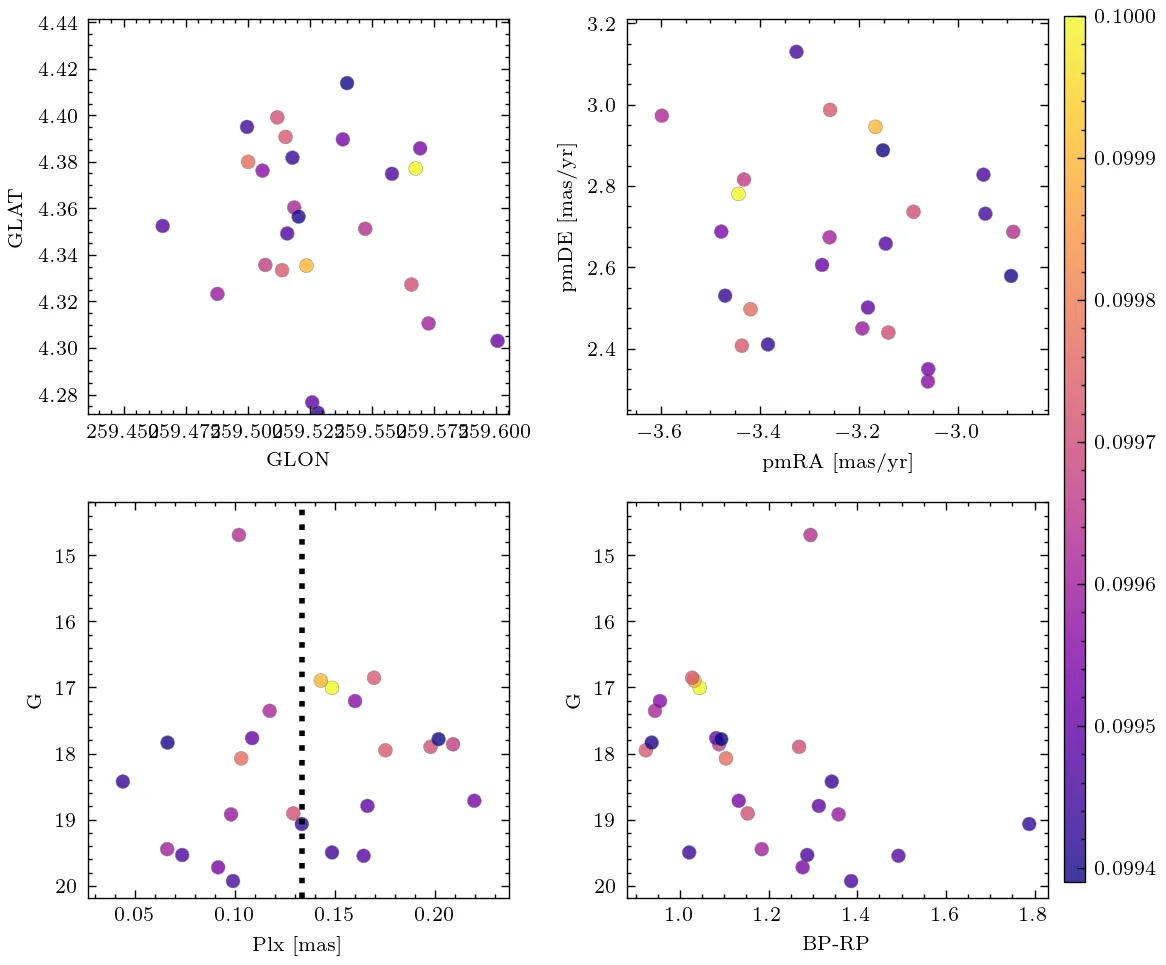 4.44
4.42
4.40
4.38
4.36
4.34
4.32
4.30
4.28
GLAT
259.450 259.475 259.500 259.525 259.550 259.575 259.600
GLON
3.2
3.0
2.8
2.6
2.4
pmDE [mas/yr]
−3.6 −3.4 −3.2 −3.0
pmRA [mas/yr]
15
16
17
18
19
20
G
0.05 0.10 0.15 0.20
Plx [mas]
15
16
17
18
19
20
G
1.0 1.2 1.4 1.6 1.8
BP-RP
0.1000
0.0999
0.0998
0.0997
0.0996
0.0995
0.0994